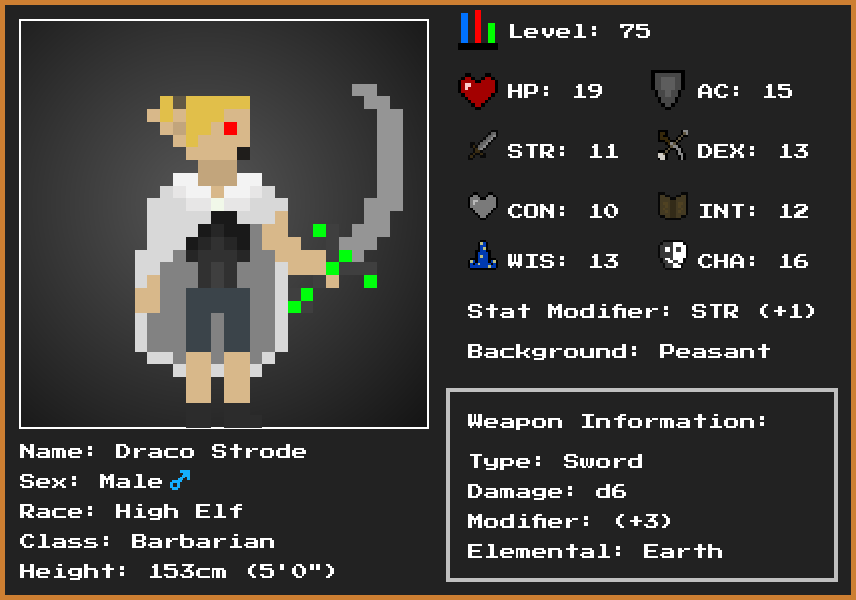 Level: 75
HP: 19
AC: 15
STR: 11
DEX: 13
CON: 10
INT: 12
WIS: 13
CHA: 16
Stat Modifier: STR (+1)
Background: Peasant
Weapon Information:
Type: Sword
Damage: d6
Modifier: (+3)
Elemental: Earth
Name: Draco Strode
Sex: Male ♂
Race: High Elf
Class: Barbarian
Height: 153cm (5'0")